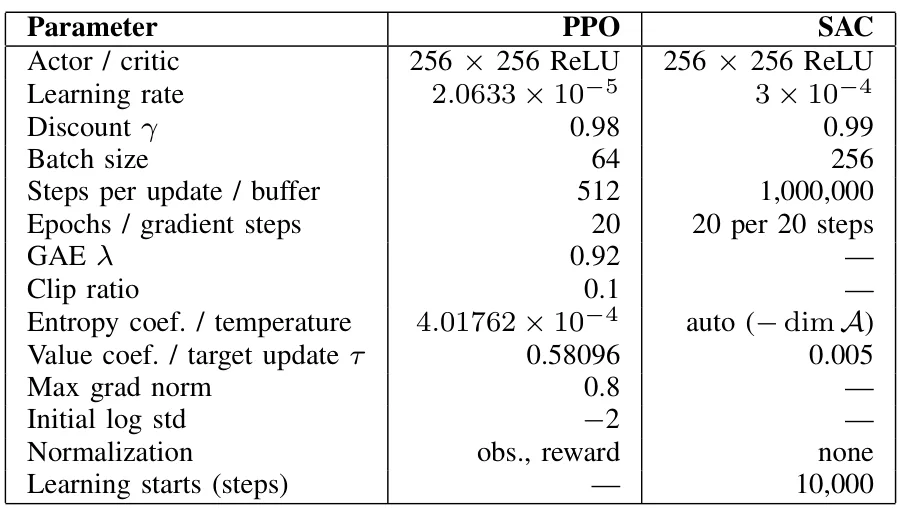 Parameter PPO SAC
Actor / critic 256 × 256 ReLU 256 × 256 ReLU
Learning rate 2.0633 × 10⁻⁵ 3 × 10⁻⁴
Discount γ 0.98 0.99
Batch size 64 256
Steps per update / buffer 512 1,000,000
Epochs / gradient steps 20 20 per 20 steps
GAE λ 0.92 —
Clip ratio 0.1 —
Entropy coef. / temperature 4.01762 × 10⁻⁴ auto (− dim 𝒜)
Value coef. / target update τ 0.58096 0.005
Max grad norm 0.8 —
Initial log std −2 —
Normalization obs., reward none
Learning starts (steps) — 10,000